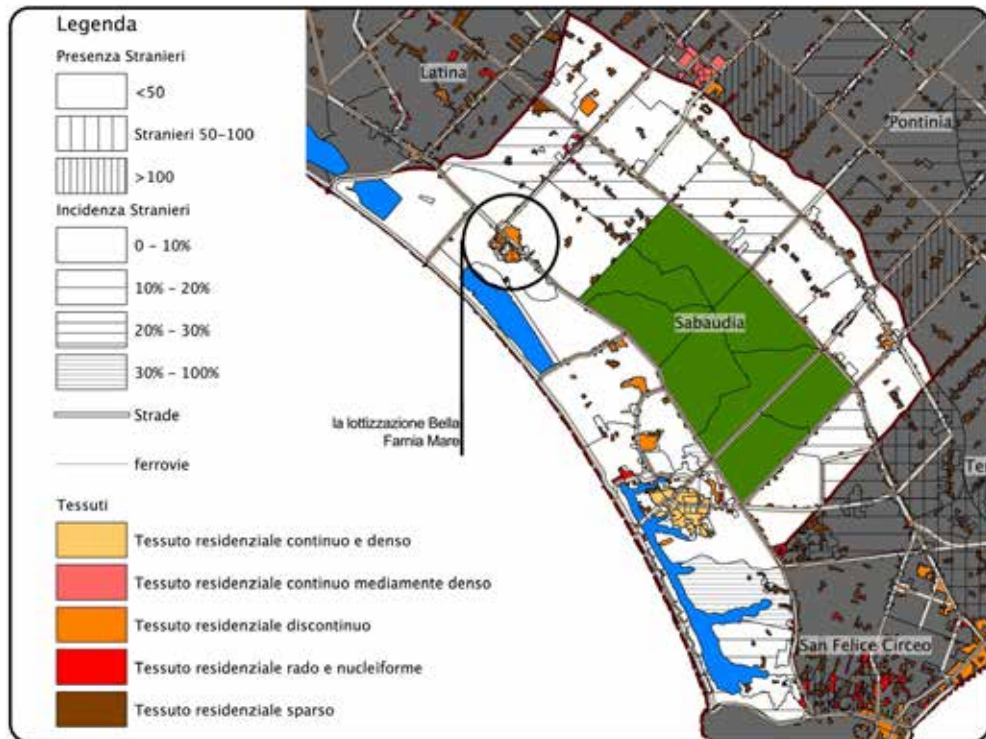 Legenda
Presenza Stranieri
<50
Stranieri 50-100
>100
Incidenza Stranieri
0 - 10%
10% - 20%
20% - 30%
30% - 100%
Strade
ferrovie
Tessuti
Tessuto residenziale continuo e denso
Tessuto residenziale continuo mediamente denso
Tessuto residenziale discontinuo
Tessuto residenziale rado e nucleiforme
Tessuto residenziale sparso
Latina
Pontinia
Sabaudia
la lottizzazione Bella
Farnia Mare
Te
San Felice Circeo